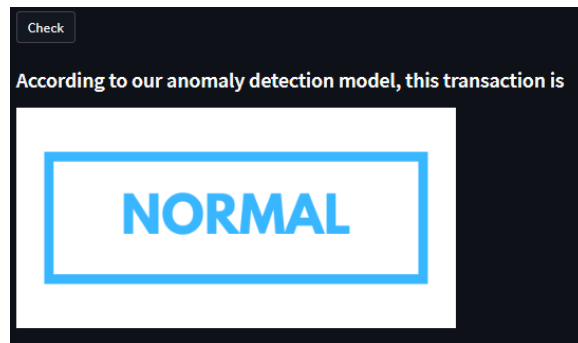 Check
According to our anomaly detection model, this transaction is
NORMAL